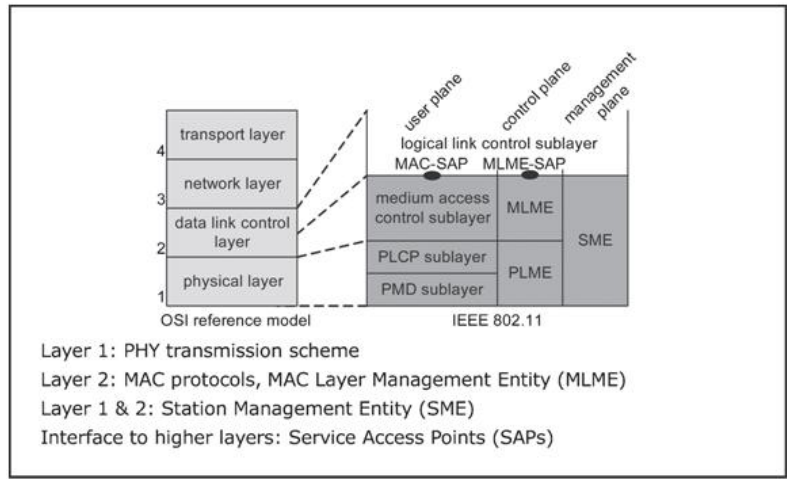 user plane
control plane
management
plane
transport layer
4
logical link control sublayer
MAC-SAP MLME-SAP
network layer
medium access
control sublayer
MLME
3
data link control
layer
SME
2
PLCP sublayer
PLME
physical layer
PMD sublayer
1
OSI reference model
IEEE 802.11
Layer 1: PHY transmission scheme
Layer 2: MAC protocols, MAC Layer Management Entity (MLME)
Layer 1 & 2: Station Management Entity (SME)
Interface to higher layers: Service Access Points (SAPs)